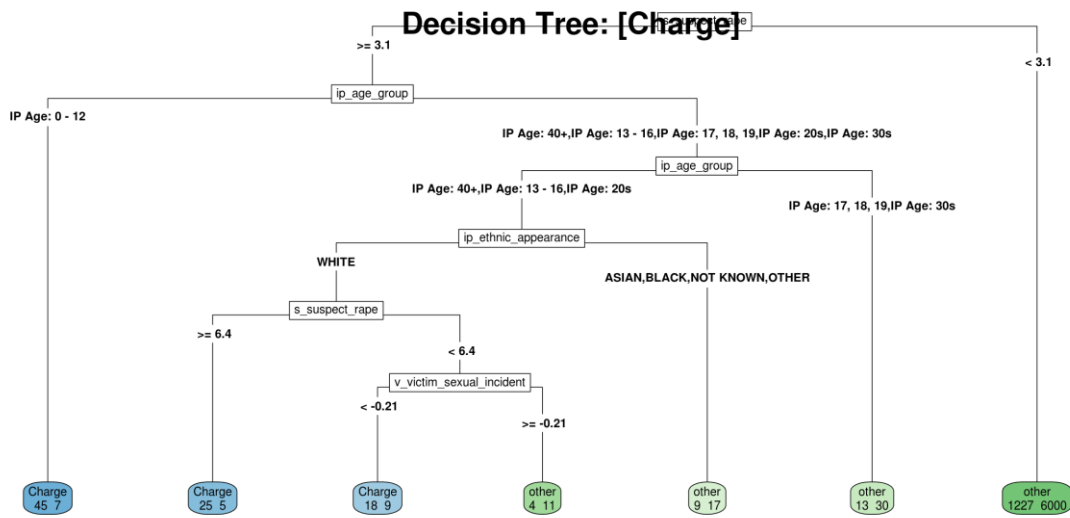 Decision Tree: [Charge]
s_suspect_rape
>= 3.1
< 3.1
ip_age_group
IP Age: 0 - 12
IP Age: 40+,IP Age: 13 - 16,IP Age: 17, 18, 19,IP Age: 20s,IP Age: 30s
ip_age_group
IP Age: 40+,IP Age: 13 - 16,IP Age: 20s
IP Age: 17, 18, 19,IP Age: 30s
ip_ethnic_appearance
WHITE
ASIAN,BLACK,NOT KNOWN,OTHER
s_suspect_rape
>= 6.4
< 6.4
v_victim_sexual_incident
< -0.21
>= -0.21
Charge
45 7
Charge
25 5
Charge
18 9
other
4 11
other
9 17
other
13 30
other
1227 6000